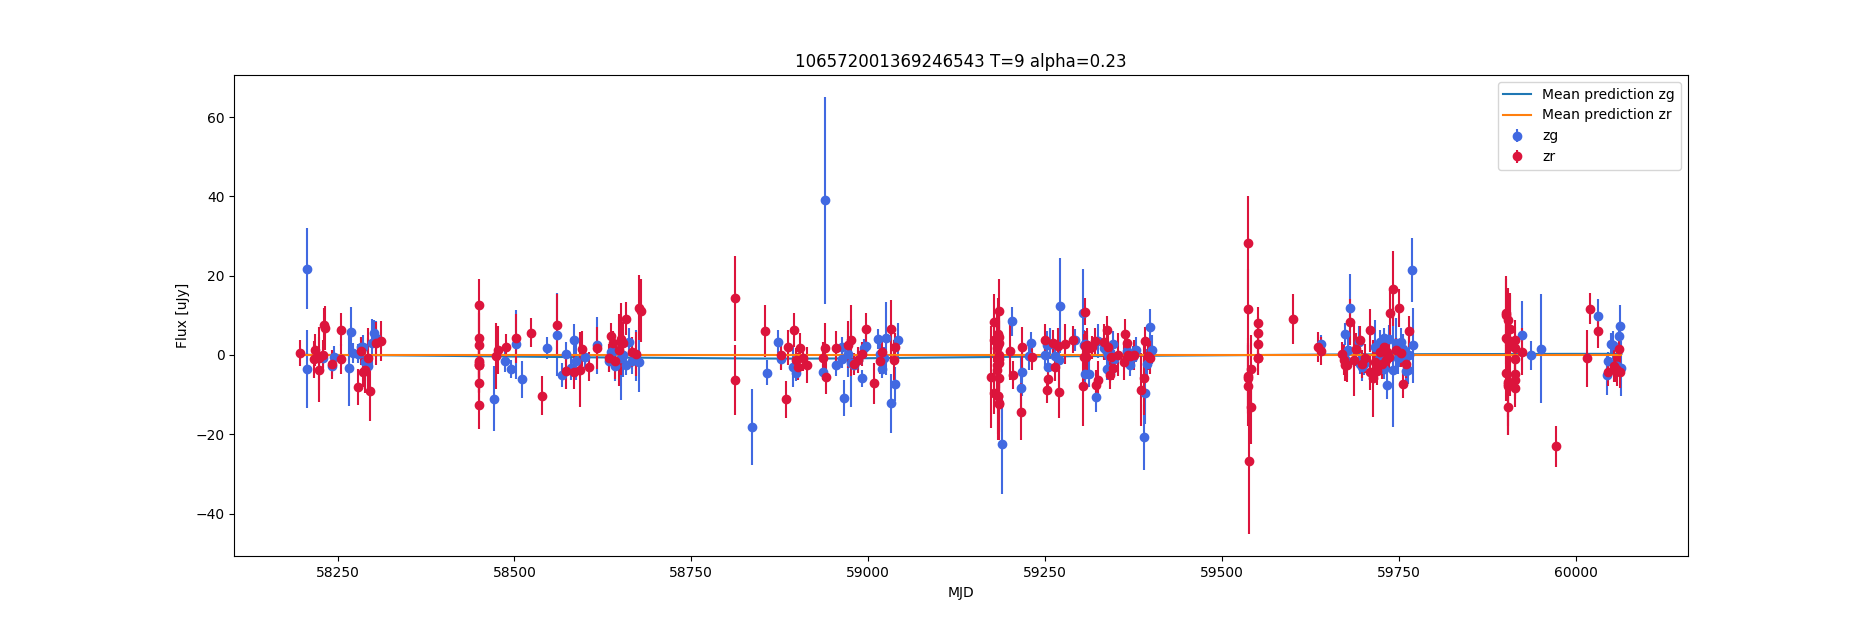 106572001369246543 T=9 alpha=0.23
Flux [uJy]
60
40
20
0
−20
−40
Mean prediction zg
Mean prediction zr
zg
zr
58250 58500 58750 59000 59250 59500 59750 60000
MJD